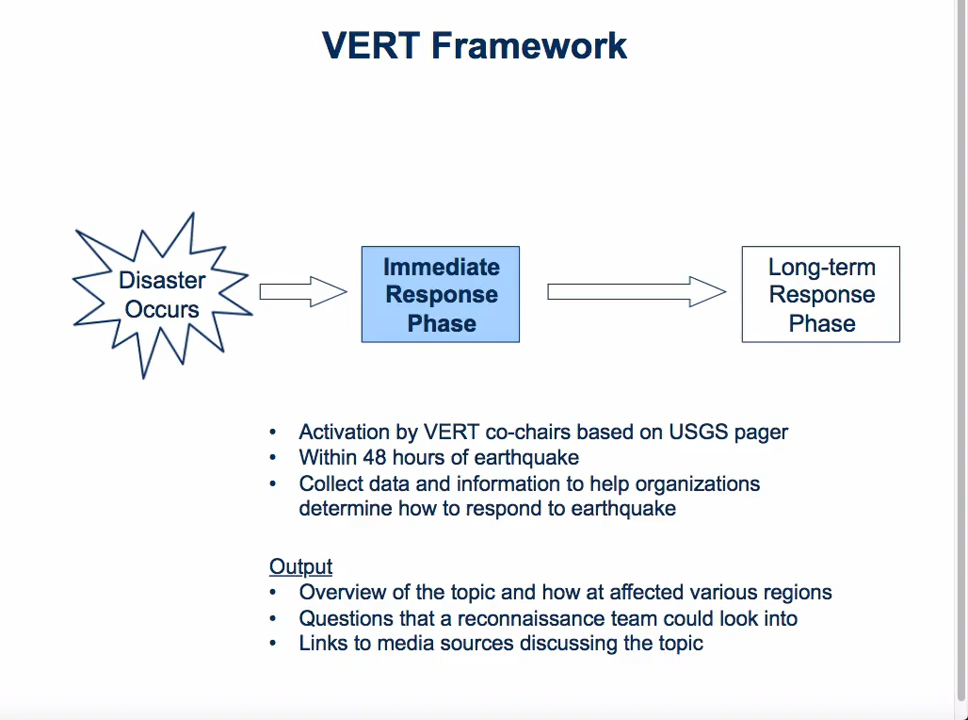 VERT Framework
Disaster
Occurs
Immediate
Response
Phase
Long-term
Response
Phase
• Activation by VERT co-chairs based on USGS pager
• Within 48 hours of earthquake
• Collect data and information to help organizations
determine how to respond to earthquake
Output
• Overview of the topic and how at affected various regions
• Questions that a reconnaissance team could look into
• Links to media sources discussing the topic